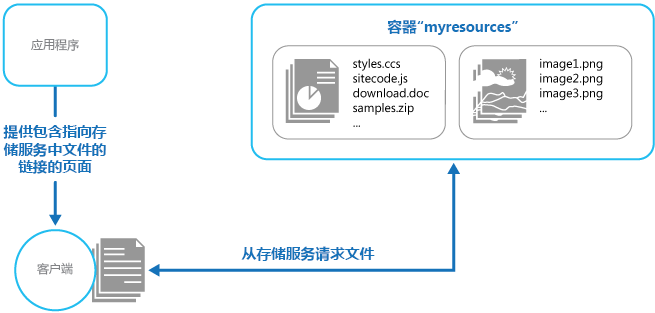 应用程序
提供包含指向存
储服务中文件的
链接的页面
客户端
容器“myresources”
styles.ccs
sitecode.js
download.doc
samples.zip
...
image1.png
image2.png
image3.png
...
从存储服务请求文件